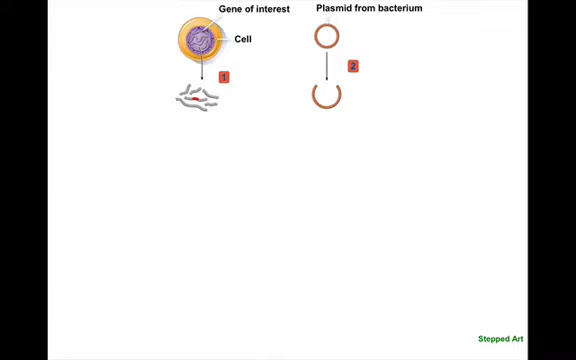 Gene of interest
Plasmid from bacterium
Cell
1
2
Stepped Art